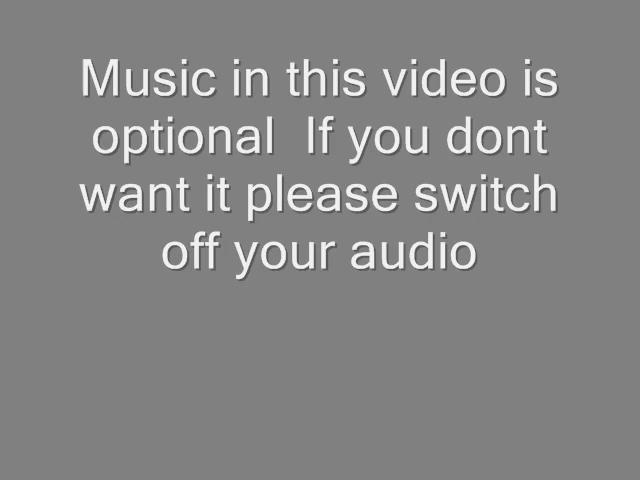 Music in this video is
optional  If you dont
want it please switch
off your audio